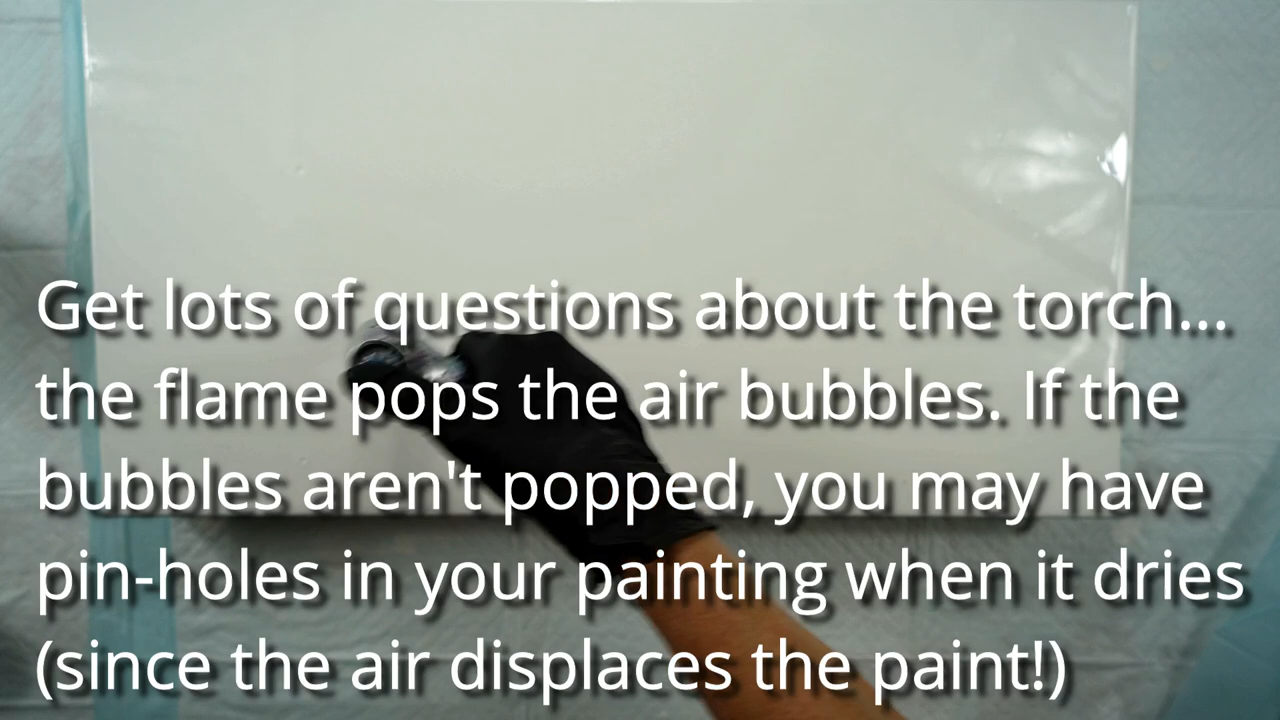 Get lots of questions about the torch...
the flame pops the air bubbles. If the
bubbles aren't popped, you may have
pin-holes in your painting when it dries
(since the air displaces the paint!)